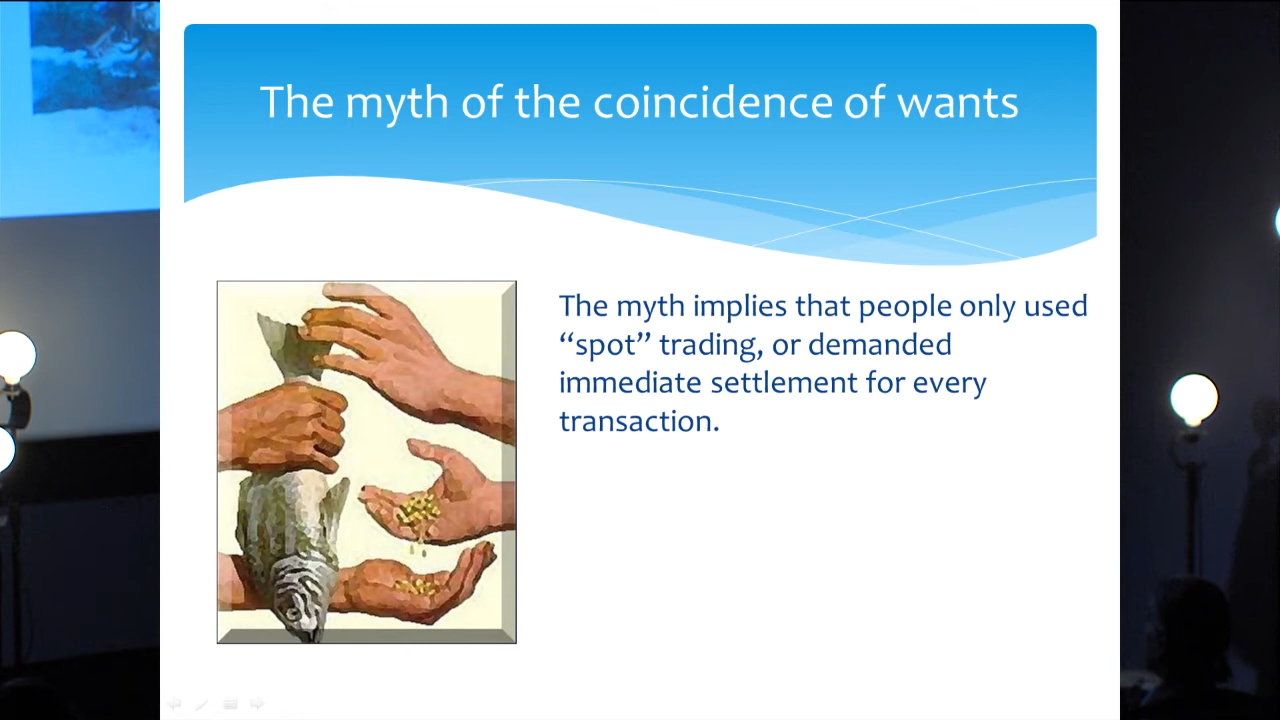 The myth of the coincidence of wants
The myth implies that people only used
“spot” trading, or demanded
immediate settlement for every
transaction.